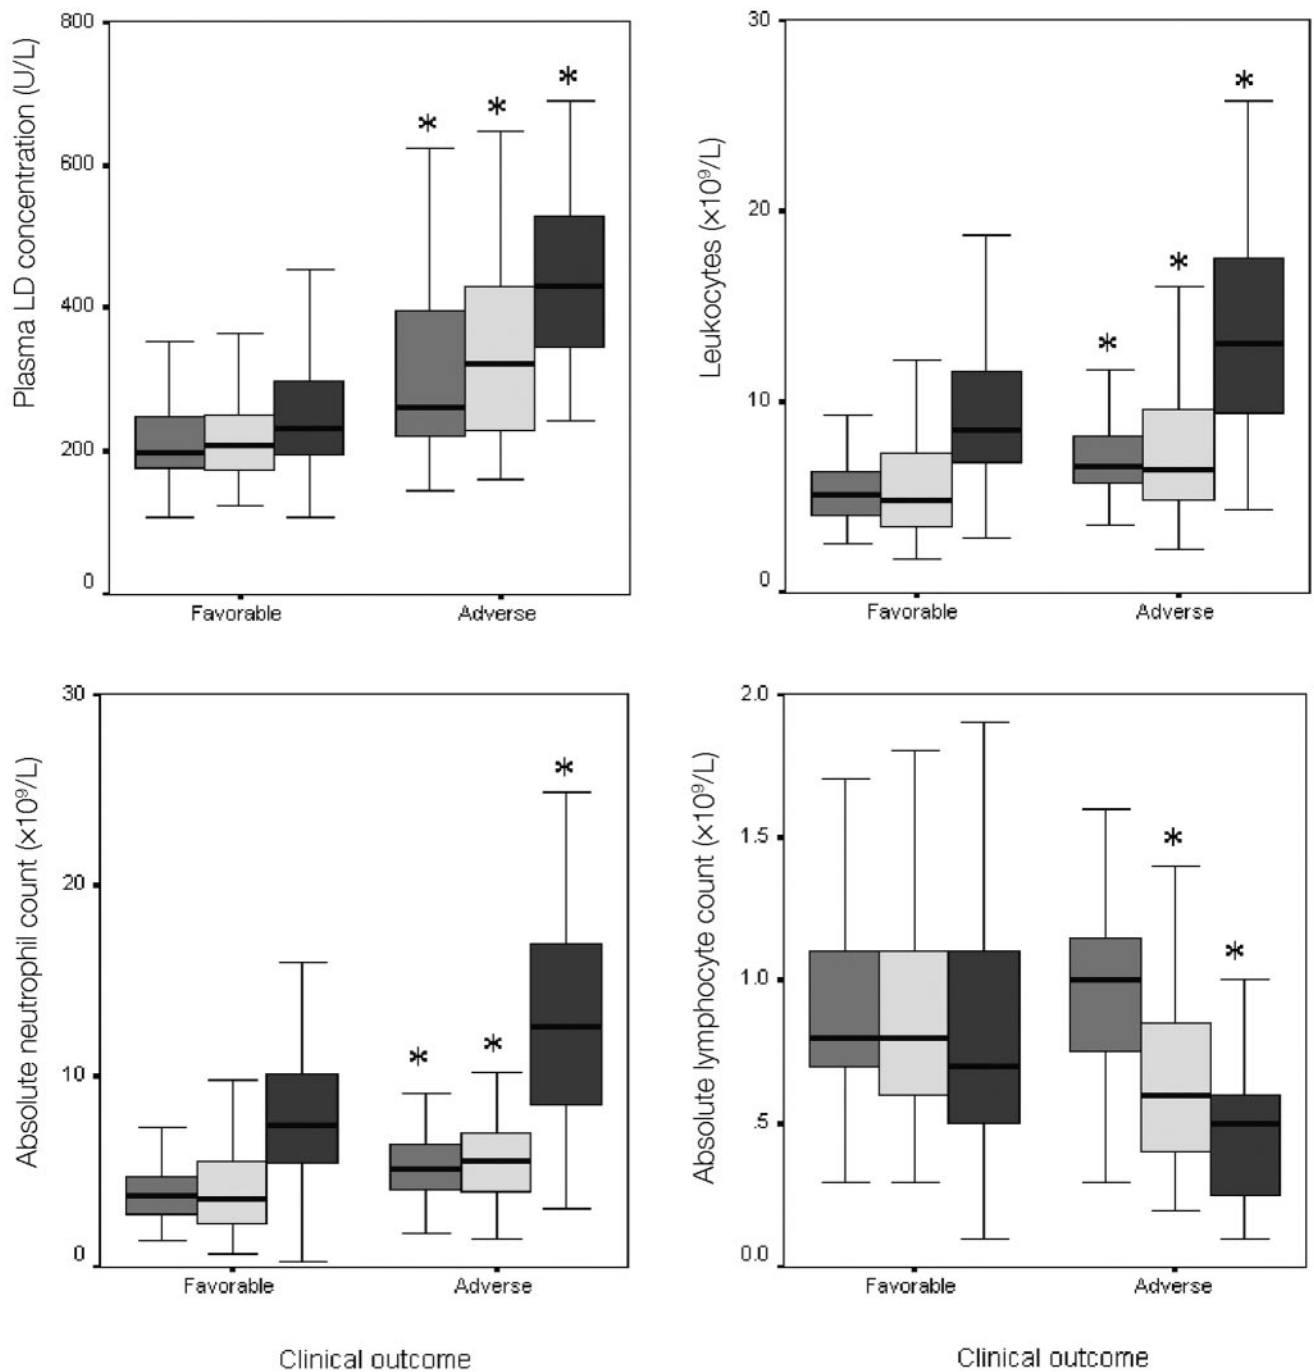 Plasma LD concentration (U/L)
800
600
400
200
0
* * *
Favorable Adverse
Leukocytes (×10⁹/L)
30
20
10
0
* * *
Favorable Adverse
Absolute neutrophil count (×10⁹/L)
30
20
10
0
* * *
Favorable Adverse
Clinical outcome
Absolute lymphocyte count (×10⁹/L)
2.0
1.5
1.0
.5
0.0
* *
Favorable Adverse
Clinical outcome